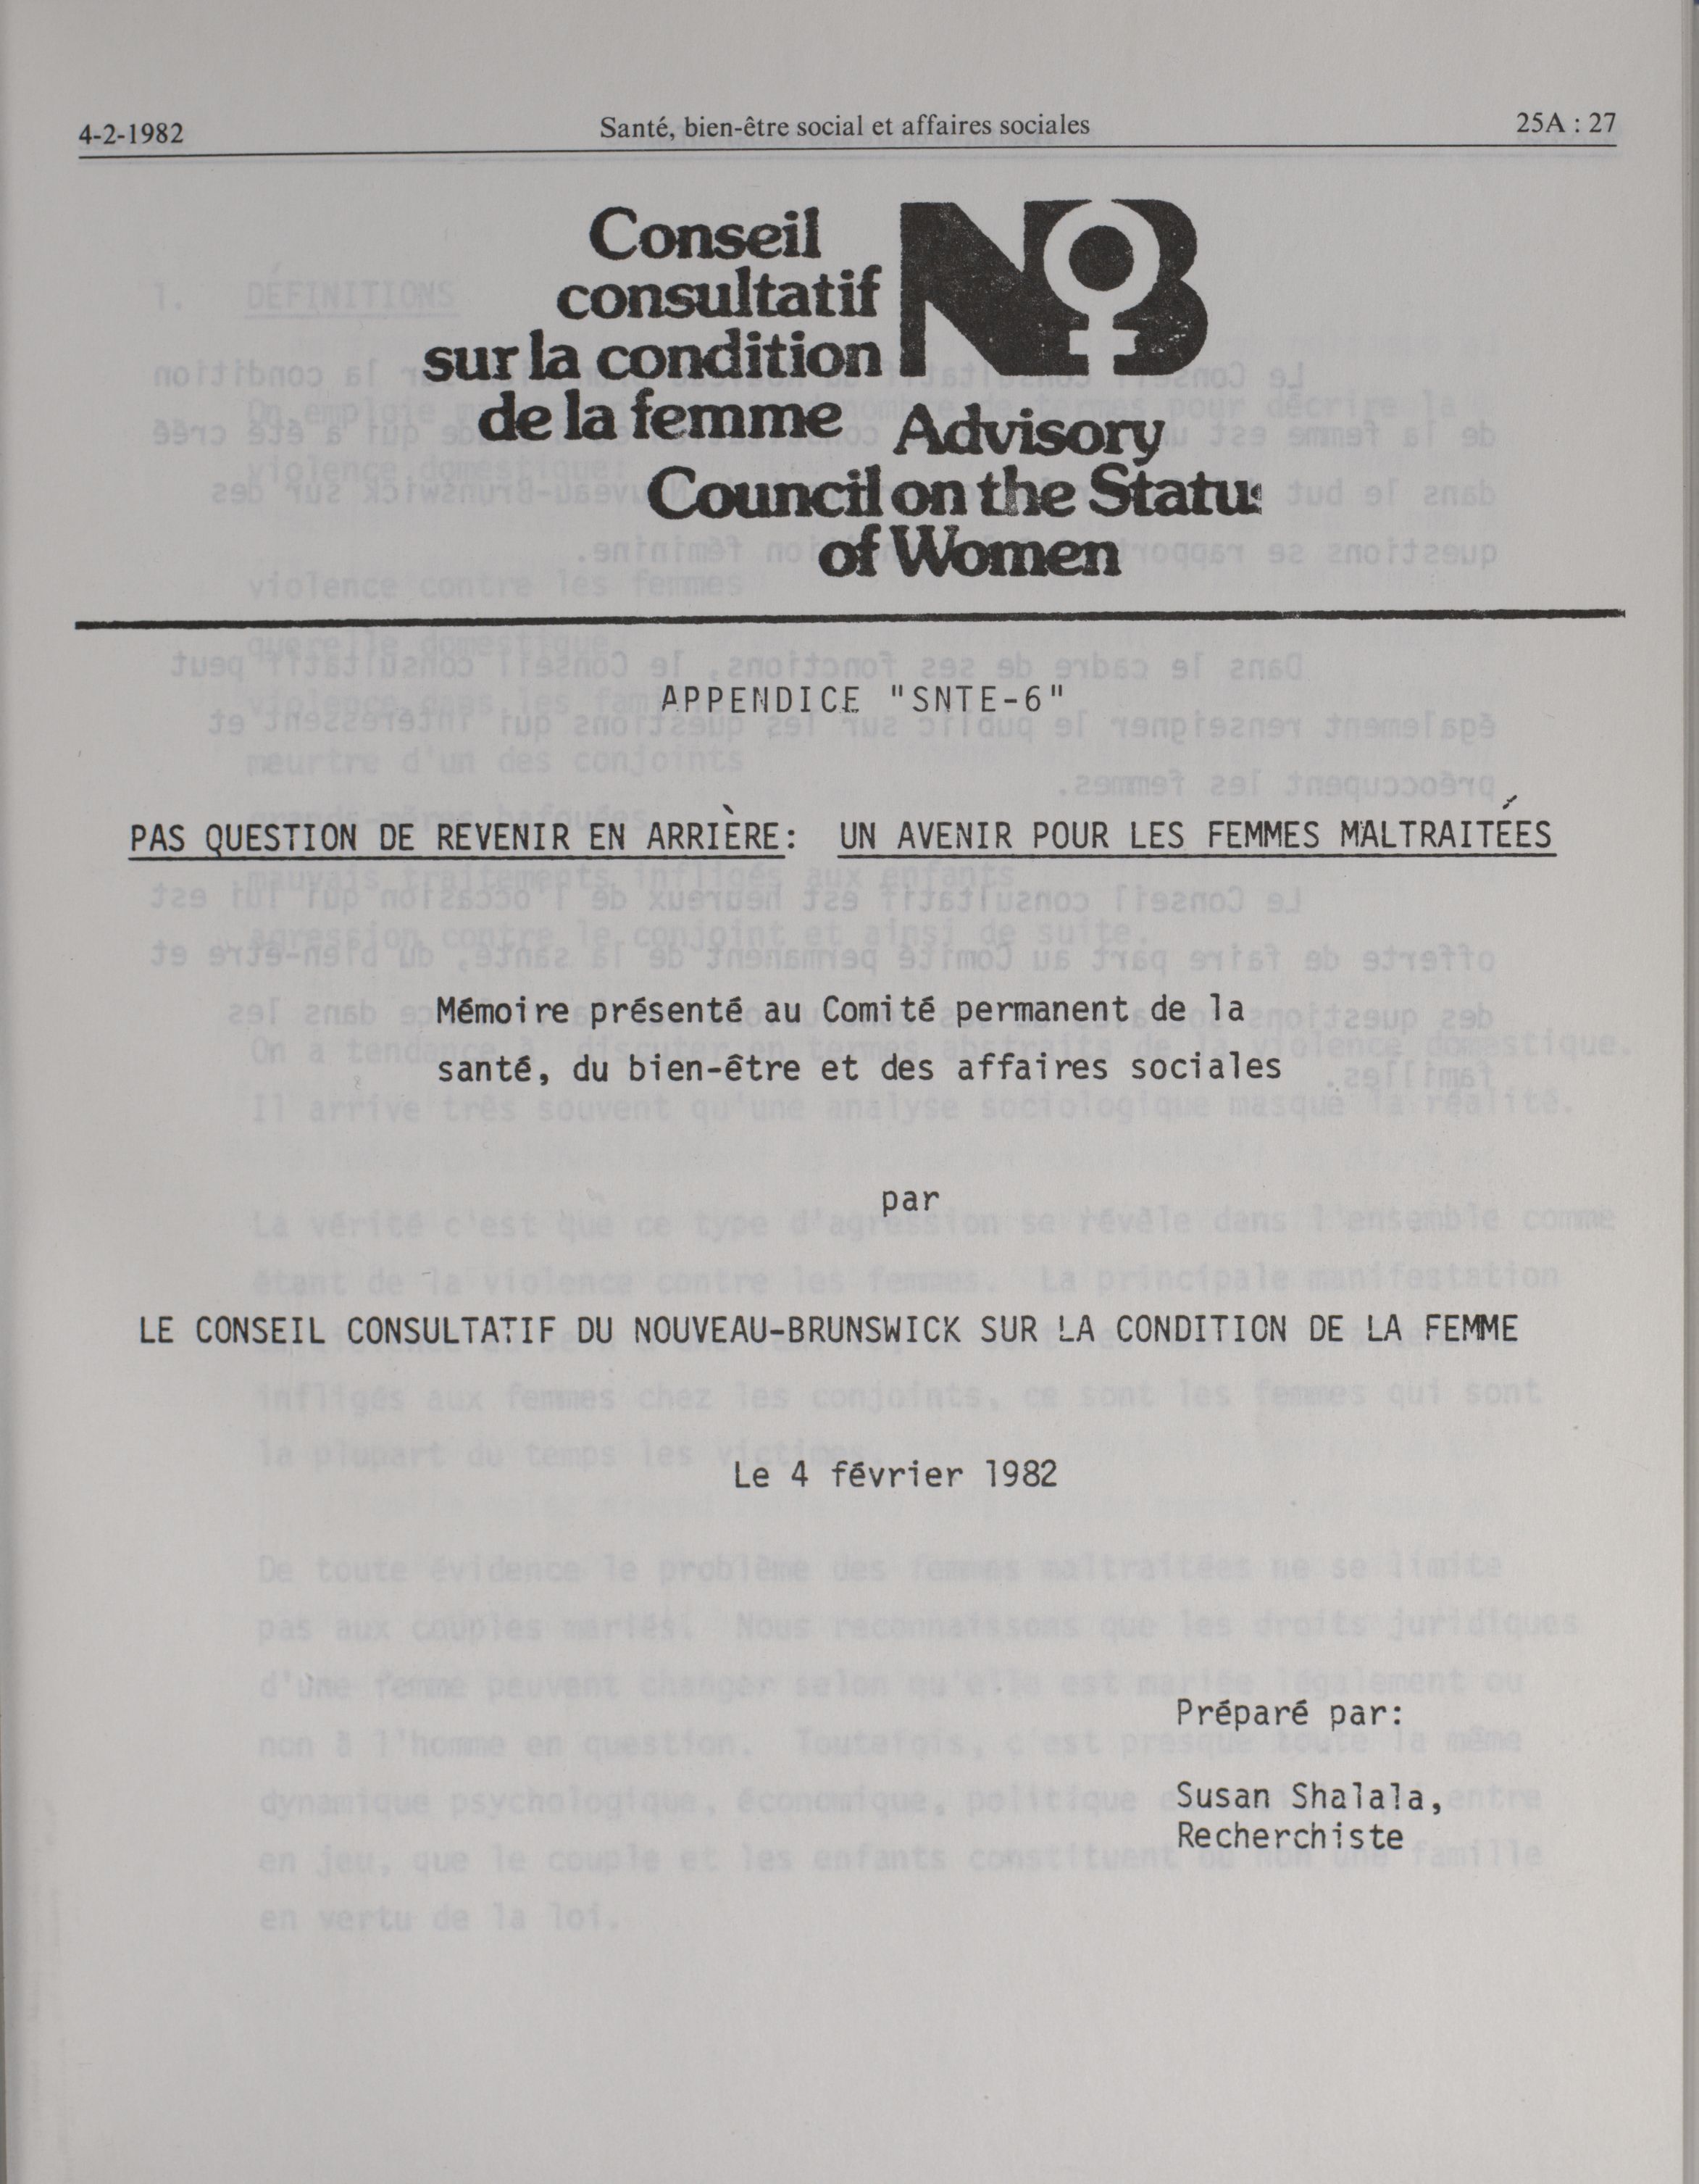 4-2-1982 Santé, bien-être social et affaires sociales 25A : 27
Conseil
consultatif
sur la condition
de la femme
NB
Advisory
Council on the Statu
of Women
APPENDICE "SNTE-6"
PAS QUESTION DE REVENIR EN ARRIÈRE: UN AVENIR POUR LES FEMMES MALTRAITÉES
Mémoire présenté au Comité permanent de la
santé, du bien-être et des affaires sociales
par
LE CONSEIL CONSULTATIF DU NOUVEAU-BRUNSWICK SUR LA CONDITION DE LA FEMME
Le 4 février 1982
Préparé par:
Susan Shalala,
Recherchiste